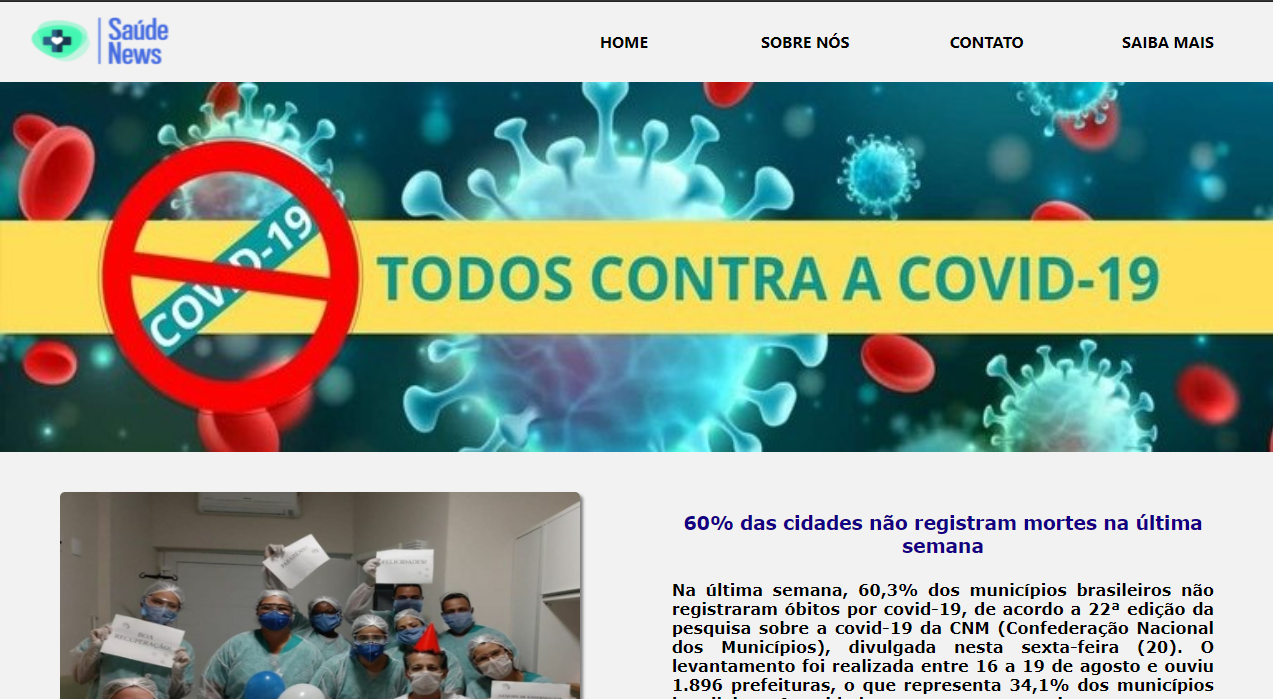 Saúde
News
HOME SOBRE NÓS CONTATO SAIBA MAIS
COVID-19
TODOS CONTRA A COVID-19
60% das cidades não registram mortes na última
semana
Na última semana, 60,3% dos municípios brasileiros não
registraram óbitos por covid-19, de acordo a 22ª edição da
pesquisa sobre a covid-19 da CNM (Confederação Nacional
dos Municípios), divulgada nesta sexta-feira (20). O
levantamento foi realizada entre 16 a 19 de agosto e ouviu
1.896 prefeituras, o que representa 34,1% dos municípios
BOA
RECUPERAÇÃO